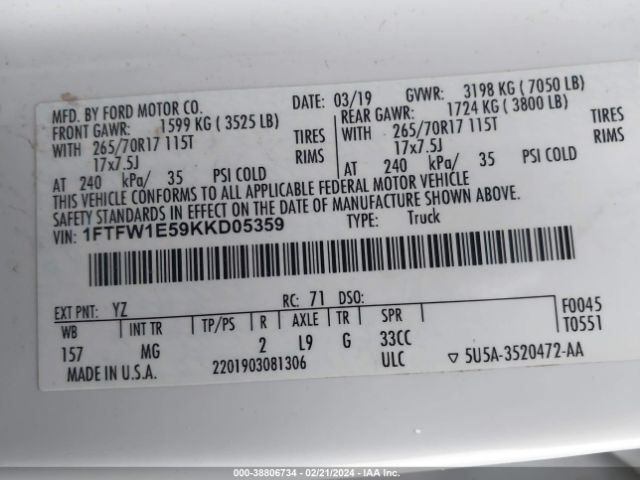 MFD. BY FORD MOTOR CO.
DATE: 03/19
GVWR: 3198 KG ( 7050 LB)
FRONT GAWR: 1599 KG ( 3525 LB)
REAR GAWR: 1724 KG ( 3800 LB)
WITH 265/70R17 115T TIRES
WITH 265/70R17 115T TIRES
17x7.5J RIMS
17x7.5J RIMS
AT 240 kPa/ 35 PSI COLD
AT 240 kPa/ 35 PSI COLD
THIS VEHICLE CONFORMS TO ALL APPLICABLE FEDERAL MOTOR VEHICLE
SAFETY STANDARDS IN EFFECT ON THE DATE OF MANUFACTURE SHOWN ABOVE.
VIN: 1FTFW1E59KKD05359
TYPE: Truck
EXT PNT: YZ RC: 71 DSO:
F0045
WB INT TR TP/PS R AXLE TR SPR
T0551
157 MG 2 L9 G 33CC
MADE IN U.S.A. 2201903081306 ULC ▽ 5U5A-3520472-AA
000-38806734 | 02/21/2024 | IAA Inc.